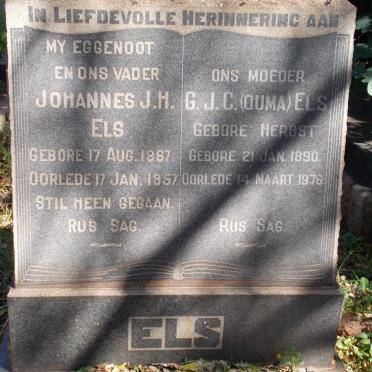 IN LIEFDEVOLLE HERINNERING AAN
MY EGGENOOT
EN ONS VADER
JOHANNES J.H.
ELS
GEBORE 17 AUG. 1887.
OORLEDE 17 JAN. 1957.
STIL HEEN GEGAAN.
RUS SAG.
ONS MOEDER
G.J.C. (OUMA) ELS
GEBORE HERBST
GEBORE 21 JAN. 1890.
OORLEDE 14 MAART 1976.
RUS SAG.
ELS